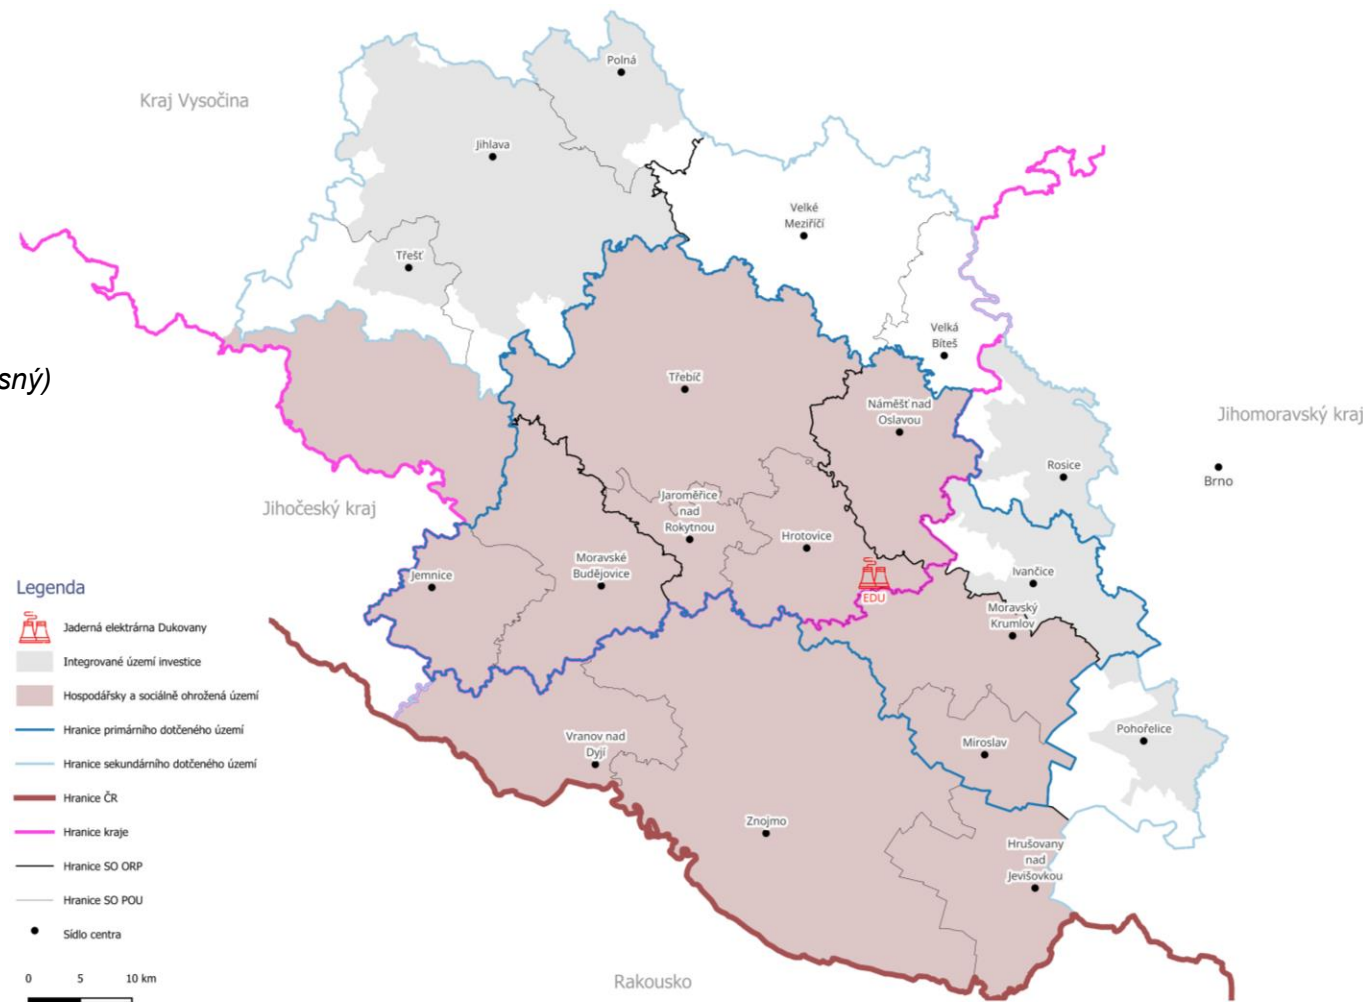 Polná
Kraj Vysočina
Jihlava
Velké
Meziříčí
Třešť
Velká
Bíteš
sný)
Třebíč
Náměšť nad
Oslavou
Jihomoravský kraj
Rosice
Brno
Jihočeský kraj
Jaroměřice
nad
Rokytnou
Hrotovice
Moravské
Budějovice
Jemnice
EDU
Ivančice
Moravský
Krumlov
Legenda
Jaderná elektrárna Dukovany
Integrované území investice
Hospodářsky a sociálně ohrožená území
Hranice primárního dotčeného území
Hranice sekundárního dotčeného území
Hranice ČR
Hranice kraje
Hranice SO ORP
Hranice SO POU
Sídlo centra
0 5 10 km
Vranov nad
Dyjí
Miroslav
Pohořelice
Znojmo
Hrušovany
nad
Jevišovkou
Rakousko